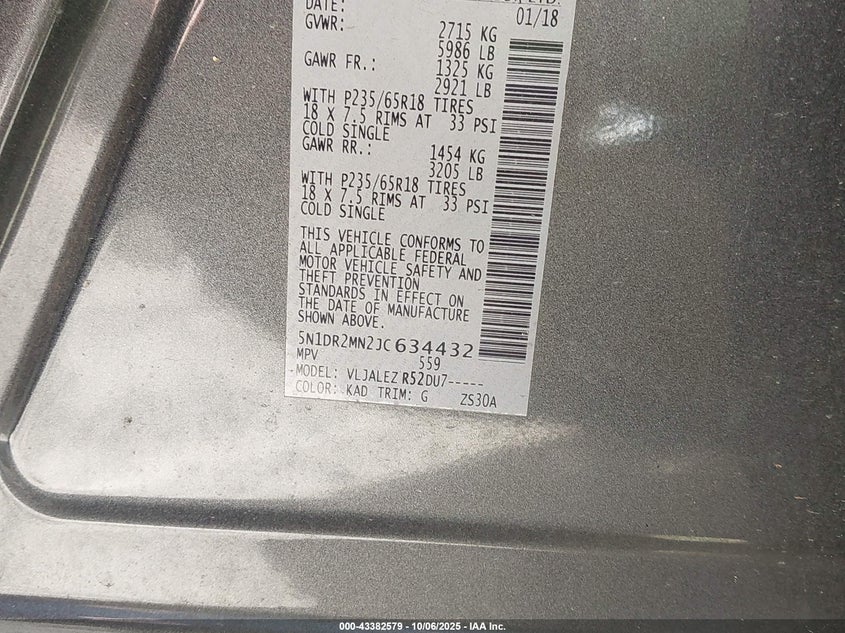 LTD.
DATE: 01/18
GVWR: 2715 KG
5986 LB
GAWR FR.: 1325 KG
2921 LB
WITH P235/65R18 TIRES
18 X 7.5 RIMS AT 33 PSI
COLD SINGLE
GAWR RR.: 1454 KG
3205 LB
WITH P235/65R18 TIRES
18 X 7.5 RIMS AT 33 PSI
COLD SINGLE
THIS VEHICLE CONFORMS TO
ALL APPLICABLE FEDERAL
MOTOR VEHICLE SAFETY AND
THEFT PREVENTION
STANDARDS IN EFFECT ON
THE DATE OF MANUFACTURE
SHOWN ABOVE.
5N1DR2MN2JC634432
MPV 559
MODEL: VLJALEZ R52DU7-----
COLOR: KAD TRIM: G ZS30A
000-43382579 - 10/06/2025 - IAA Inc.